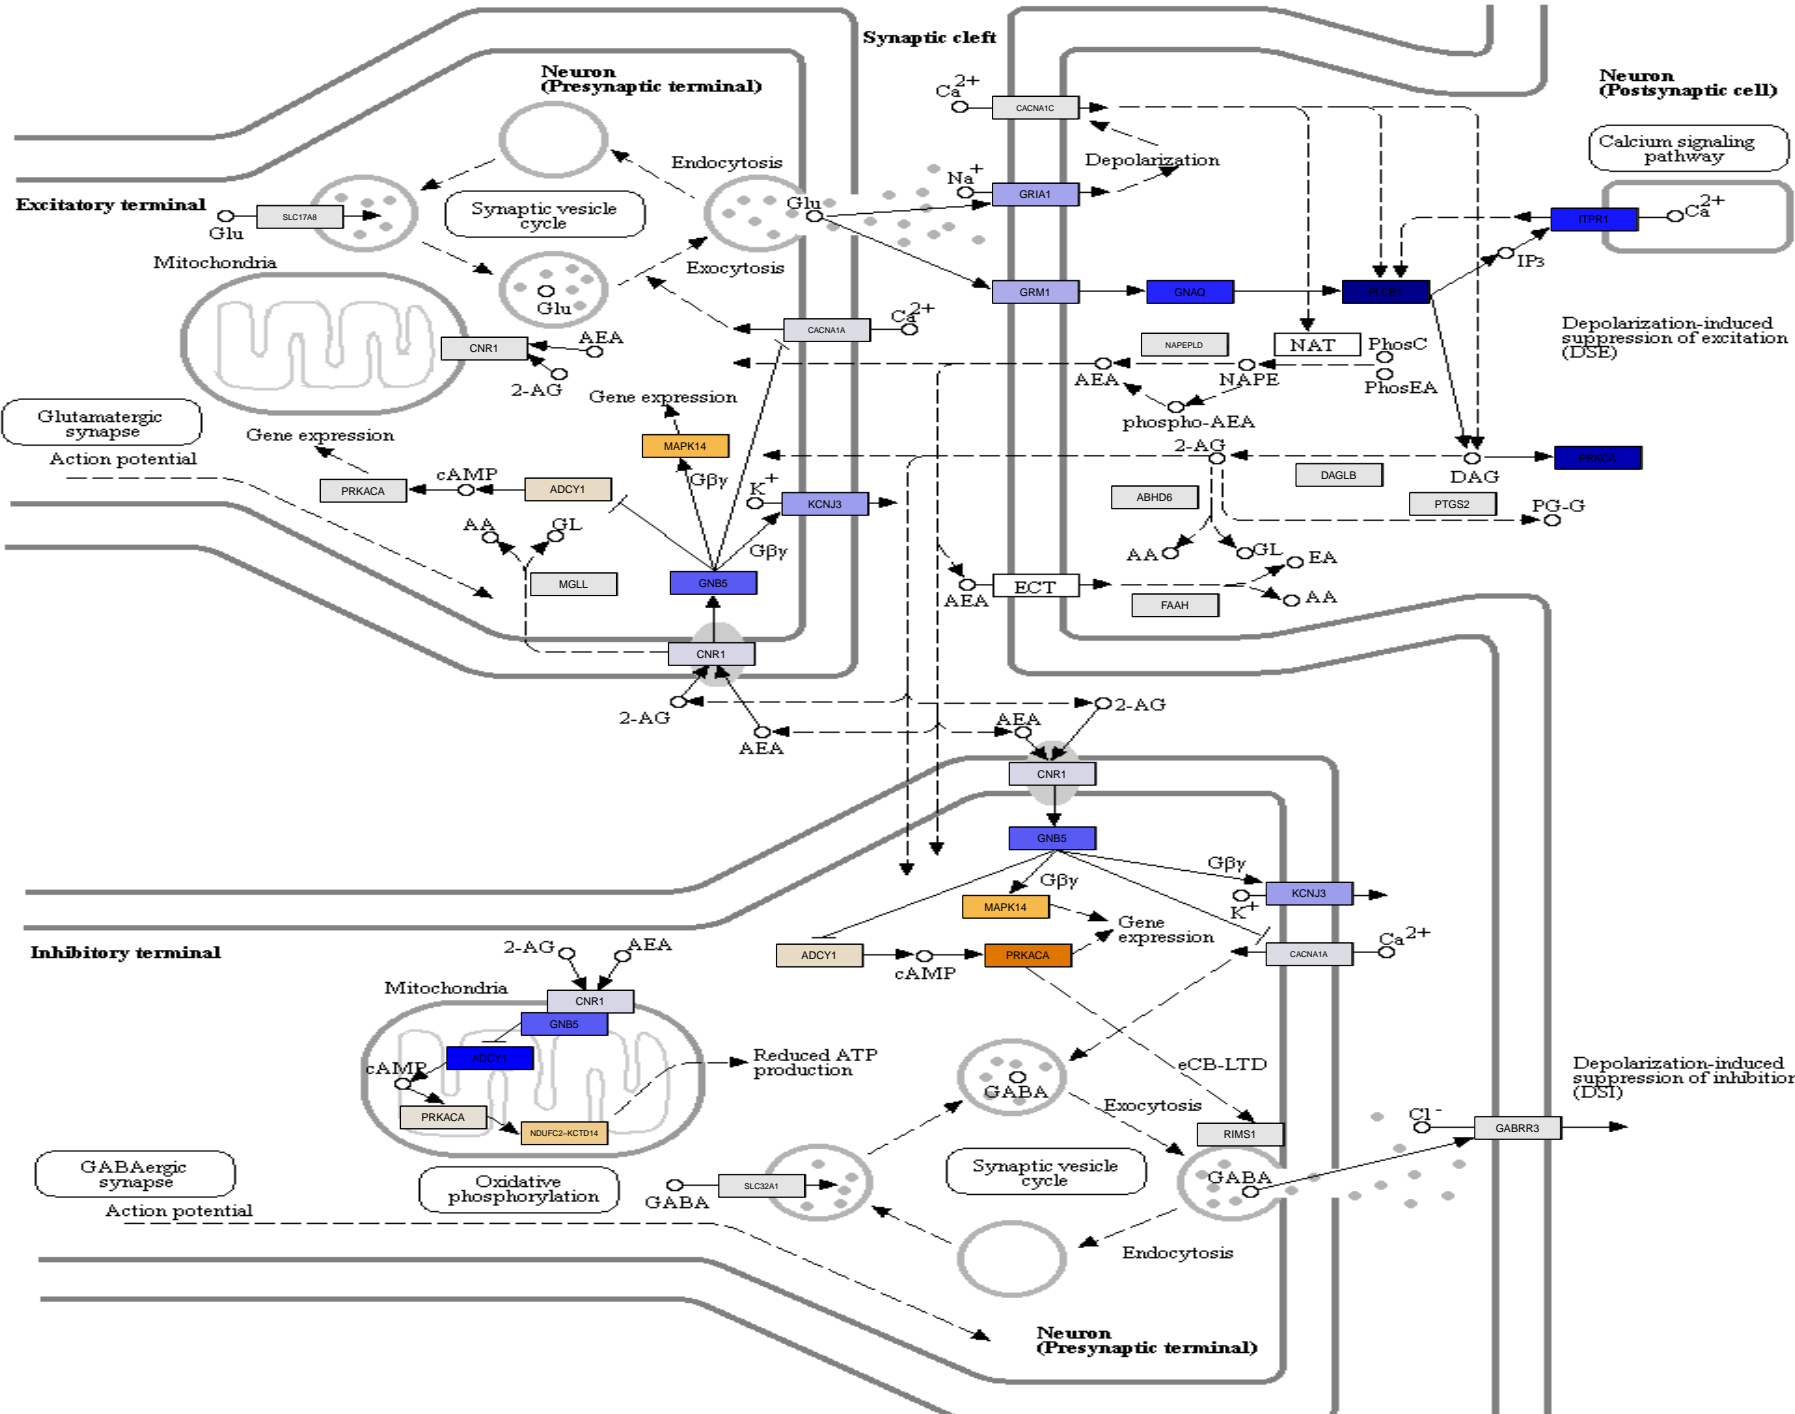 Synaptic cleft
Neuron
(Presynaptic terminal)
Neuron
(Postsynaptic cell)
Ca2+
CACNA1C
Calcium signaling
pathway
Endocytosis
Depolarization
Na+
GRIA1
Excitatory terminal
SLC17A8
Glu
Synaptic vesicle
cycle
Glu
ITPR1
Ca2+
Mitochondria
Exocytosis
IP3
Glu
GRM1
GNAQ
PLCB1
CACNA1A
Ca2+
Depolarization-induced
suppression of excitation
(DSE)
CNR1
AEA
2-AG
NAPEPLD
NAT
PhosC
PhosEA
AEA
NAPE
phospho-AEA
Gene expression
Glutamatergic
synapse
Gene expression
MAPK14
2-AG
Action potential
cAMP
PRKACA
ADCY1
Gβγ
K+
KCNJ3
DAGLB
DAG
PRKCA
ABHD6
PTGS2
PG-G
AA
GL
Gβγ
AA
GL
EA
MGLL
GNB5
AEA
ECT
FAAH
AA
CNR1
2-AG
AEA
AEA
2-AG
CNR1
GNB5
Gβγ
Gβγ
KCNJ3
K+
MAPK14
Gene
expression
Inhibitory terminal
2-AG
AEA
ADCY1
cAMP
PRKACA
CACNA1A
Ca2+
Mitochondria
CNR1
GNB5
ADCY1
cAMP
Reduced ATP
production
eCB-LTD
Depolarization-induced
suppression of inhibition
(DSI)
GABA
PRKACA
NDUFC2-KCTD14
Exocytosis
RIMS1
Cl-
GABRR3
GABAergic
synapse
Oxidative
phosphorylation
SLC32A1
GABA
Synaptic vesicle
cycle
GABA
Action potential
Endocytosis
Neuron
(Presynaptic terminal)